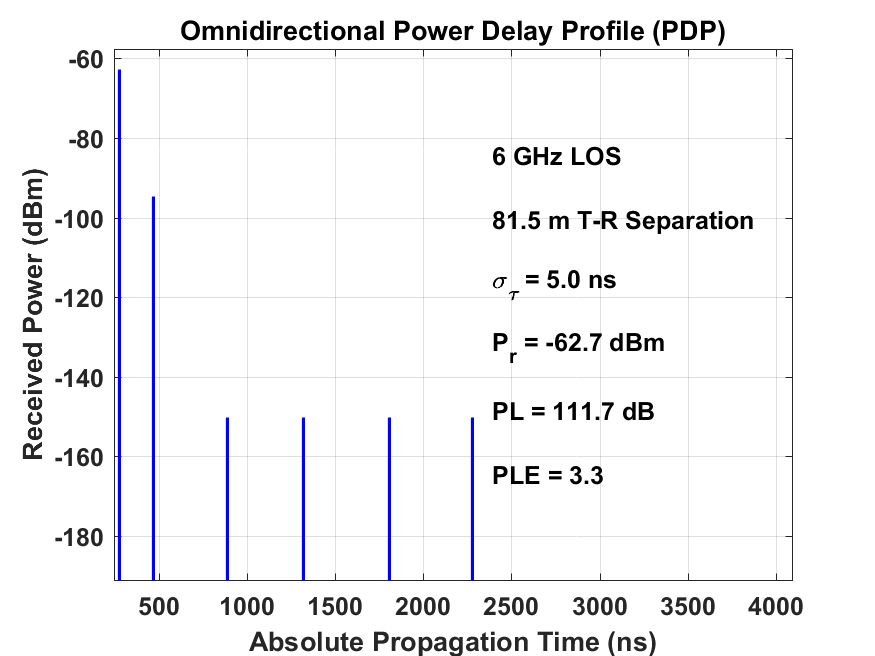 Omnidirectional Power Delay Profile (PDP)
-60
-80
-100
-120
-140
-160
-180
Received Power (dBm)
6 GHz LOS
81.5 m T-R Separation
σ_τ = 5.0 ns
P_r = -62.7 dBm
PL = 111.7 dB
PLE = 3.3
500 1000 1500 2000 2500 3000 3500 4000
Absolute Propagation Time (ns)